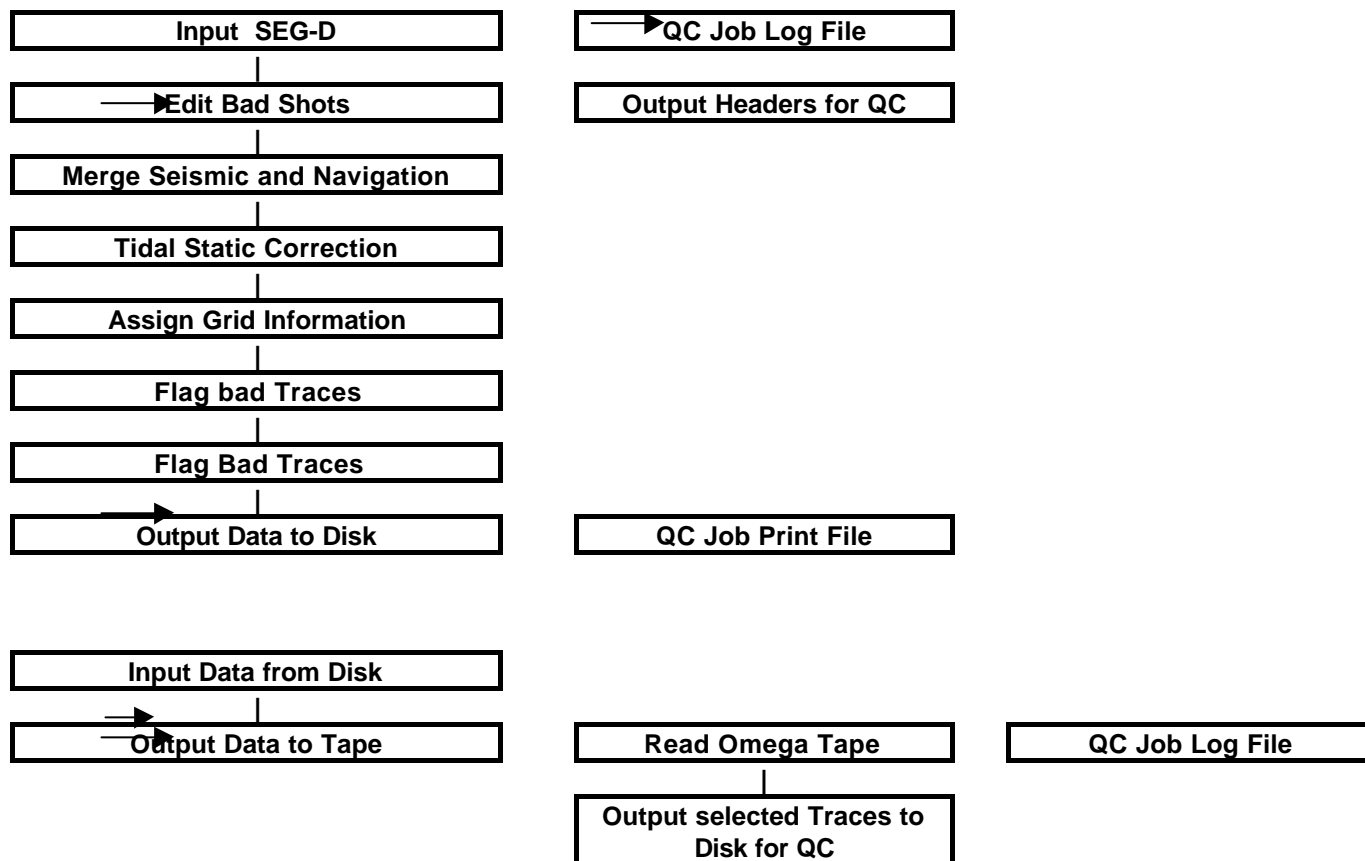 Input  SEG-D
QC Job Log File
Edit Bad Shots
Output Headers for QC
Merge Seismic and Navigation
Tidal Static Correction
Assign Grid Information
Flag bad Traces
Flag Bad Traces
Output Data to Disk
QC Job Print File
Input Data from Disk
Output Data to Tape
Read Omega Tape
QC Job Log File
Output selected Traces to
Disk for QC